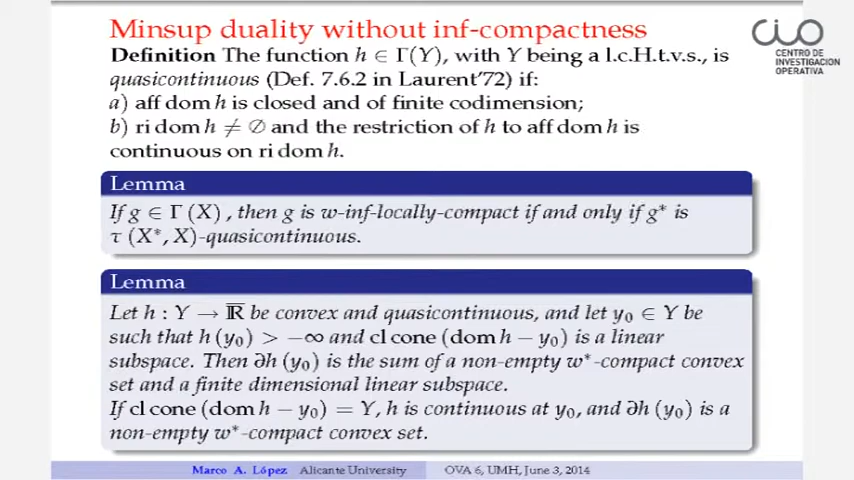 Minsup duality without inf-compactness
Definition The function h ∈ Γ(Y), with Y being a l.c.H.t.v.s., is
quasicontinuous (Def. 7.6.2 in Laurent'72) if:
a) aff dom h is closed and of finite codimension;
b) ri dom h ≠ ∅ and the restriction of h to aff dom h is
continuous on ri dom h.
Lemma
If g ∈ Γ (X) , then g is w-inf-locally-compact if and only if g* is
τ (X*, X)-quasicontinuous.
Lemma
Let h : Y → ℝ̅ be convex and quasicontinuous, and let y₀ ∈ Y be
such that h (y₀) > −∞ and cl cone (dom h − y₀) is a linear
subspace. Then ∂h (y₀) is the sum of a non-empty w*-compact convex
set and a finite dimensional linear subspace.
If cl cone (dom h − y₀) = Y, h is continuous at y₀, and ∂h (y₀) is a
non-empty w*-compact convex set.
CIO
CENTRO DE
INVESTIGACION
OPERATIVA
Marco A. López Alicante University OVA 6, UMH, June 3, 2014